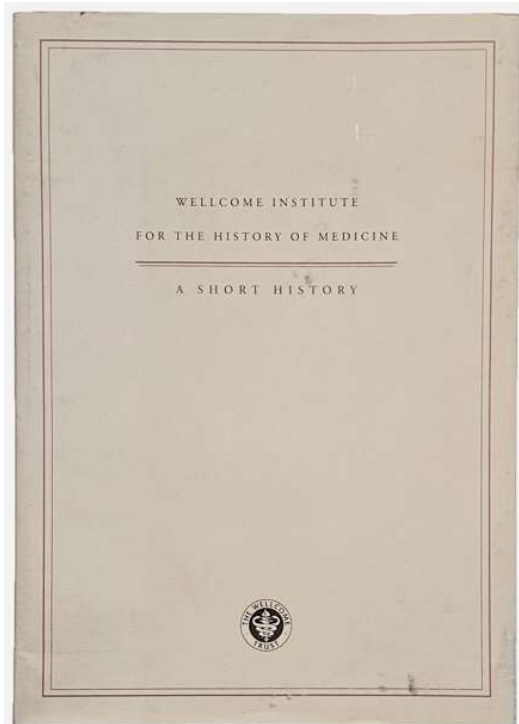 WELLCOME INSTITUTE
FOR THE HISTORY OF MEDICINE
A SHORT HISTORY
THE WELLCOME
TRUST